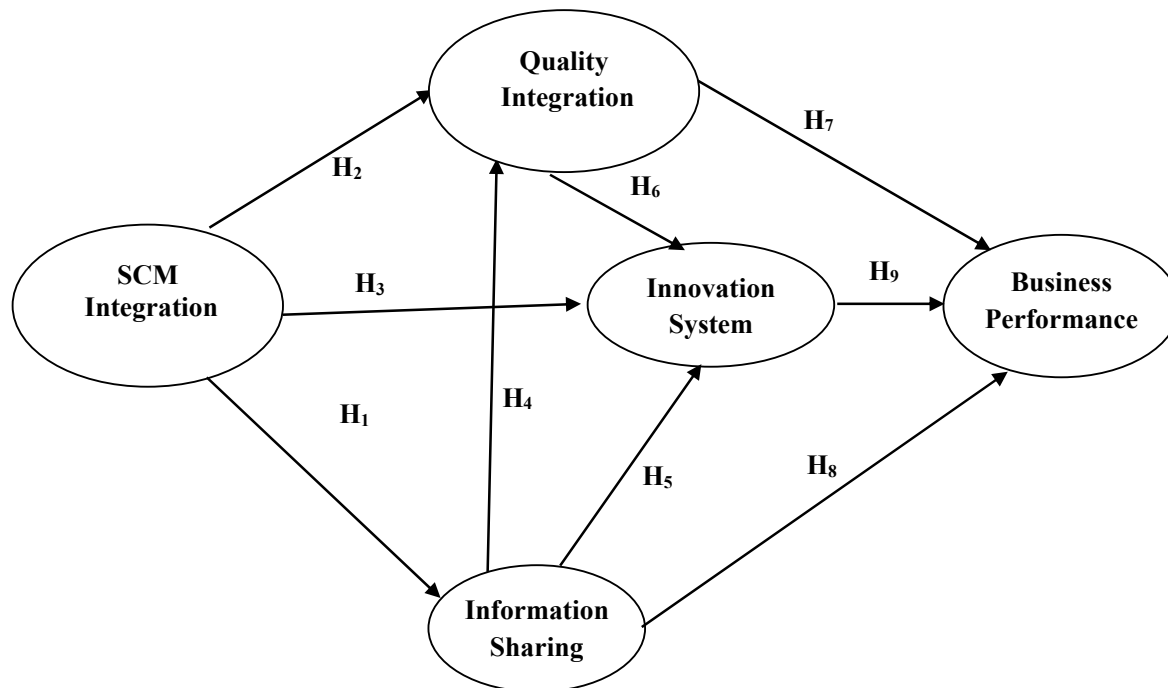 Quality
Integration
H₇
H₂
H₆
SCM
Integration
H₃
Innovation
System
H₉
Business
Performance
H₁
H₄
H₅
H₈
Information
Sharing